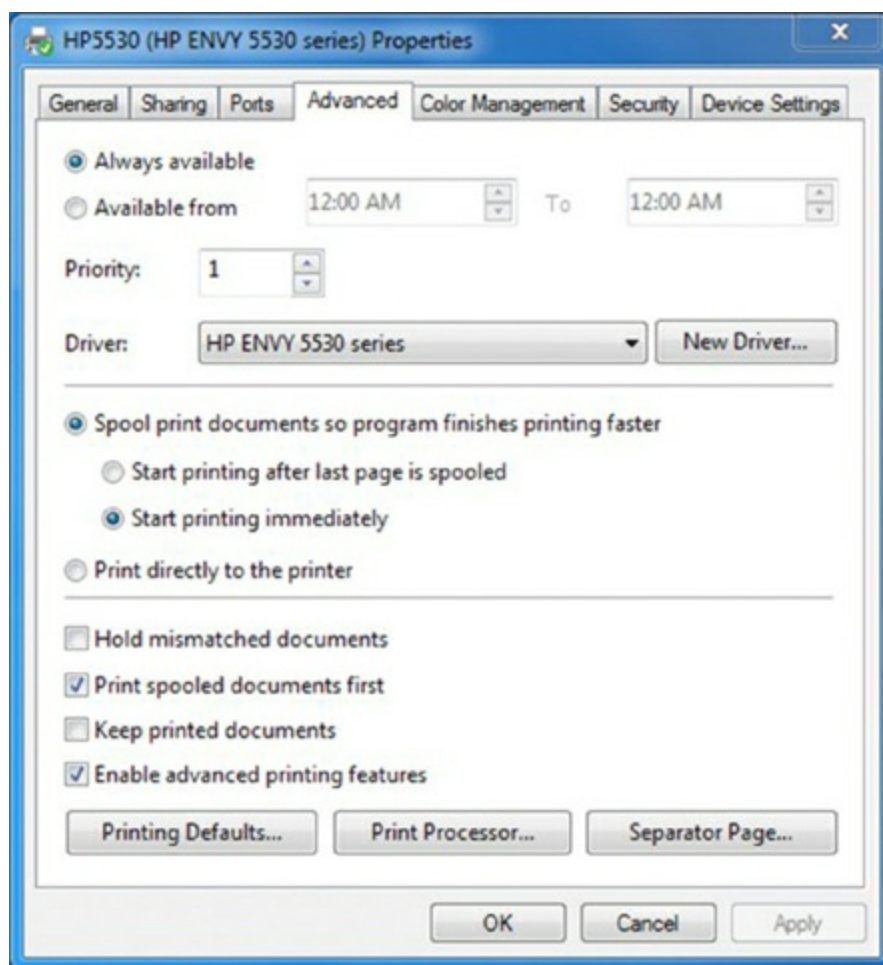 HP5530 (HP ENVY 5530 series) Properties
General Sharing Ports Advanced Color Management Security Device Settings
Always available
Available from 12:00 AM To 12:00 AM
Priority: 1
Driver: HP ENVY 5530 series New Driver...
Spool print documents so program finishes printing faster
Start printing after last page is spooled
Start printing immediately
Print directly to the printer
Hold mismatched documents
Print spooled documents first
Keep printed documents
Enable advanced printing features
Printing Defaults... Print Processor... Separator Page...
OK Cancel Apply